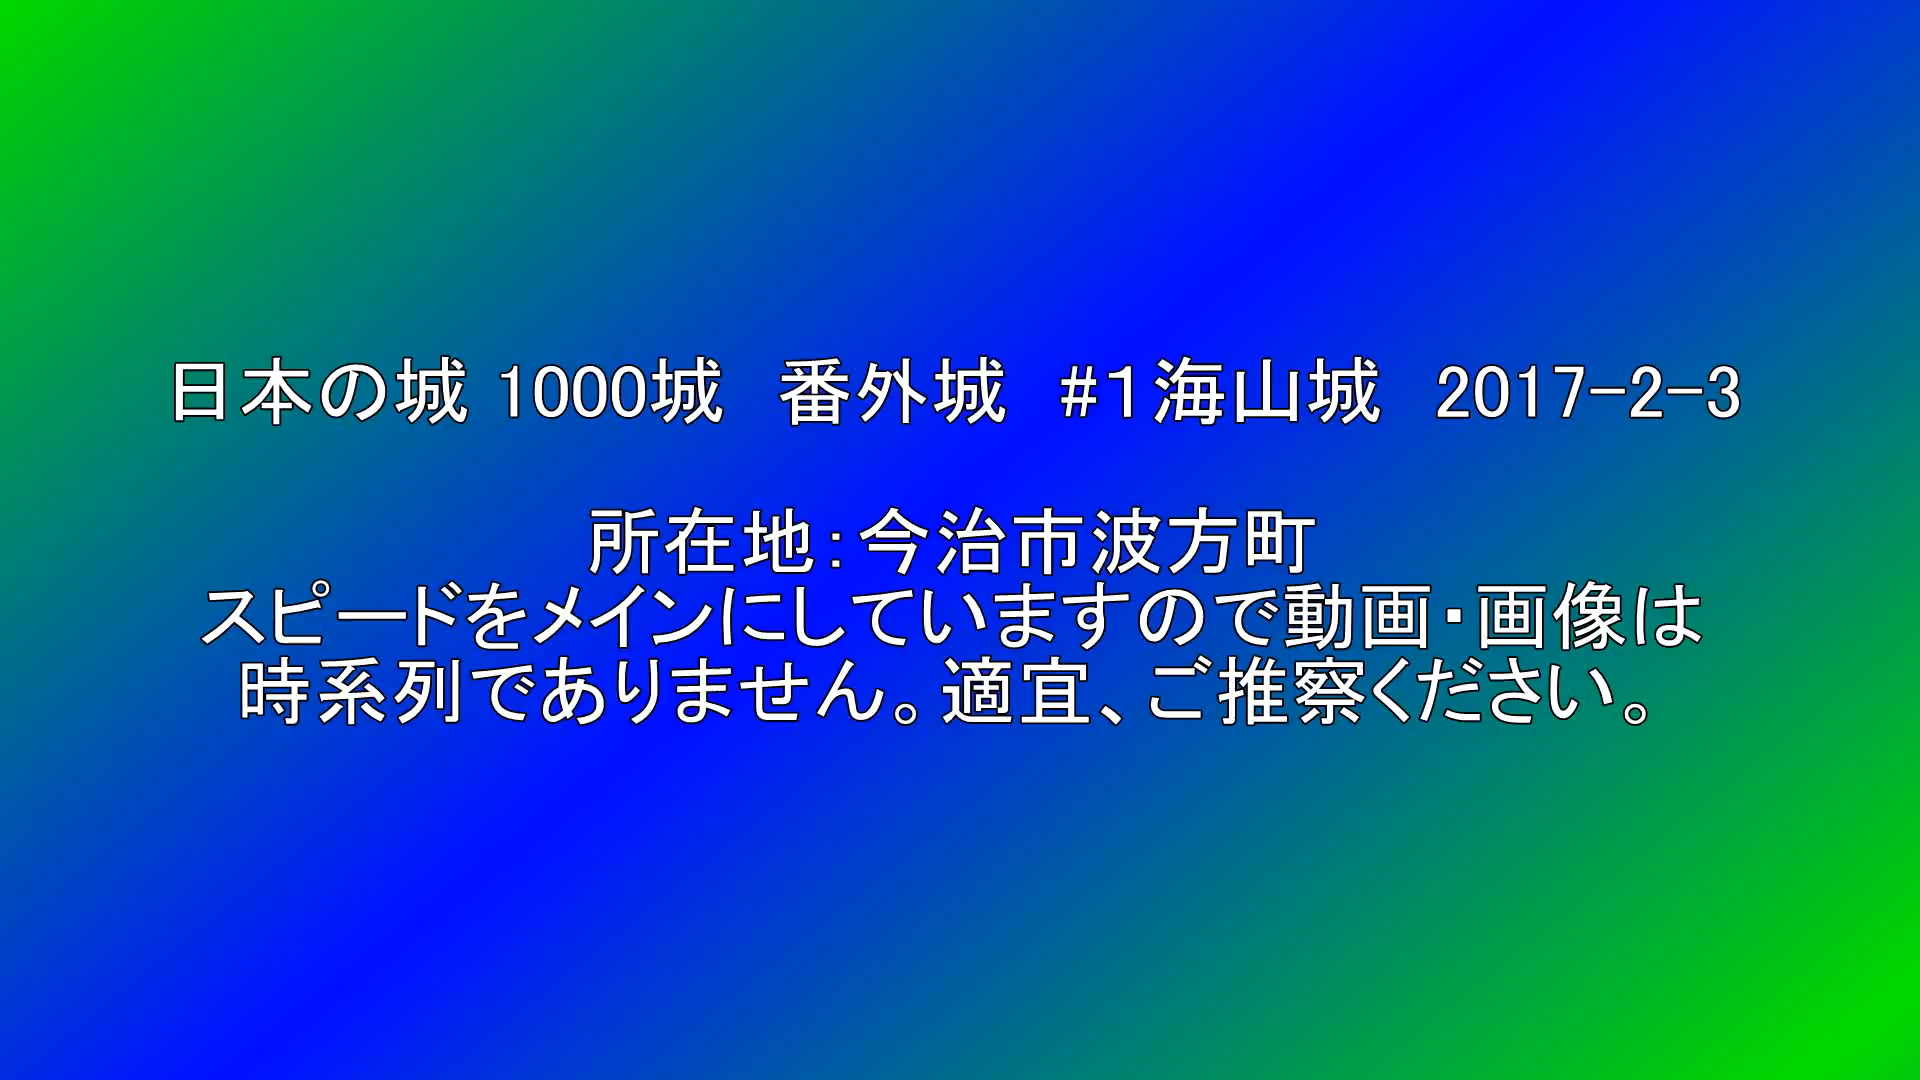 日本の城 1000城　番外城　#１海山城　2017-2-3
所在地：今治市波方町
スピードをメインにしていますので動画・画像は
時系列でありません。適宜、ご推察ください。